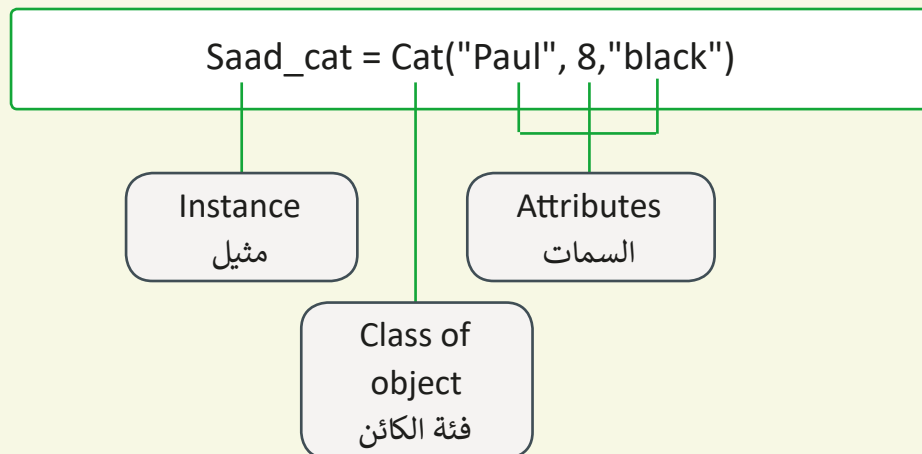 Saad_cat = Cat("Paul", 8,"black")
Instance
مثيل
Attributes
السمات
Class of
object
فئة الكائن